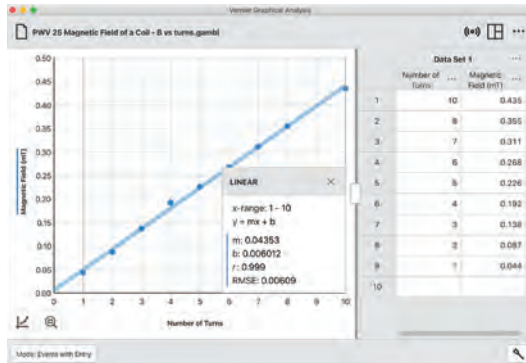 Vernier Graphical Analysis
PWV 25 Magnetic Field of a Coil - B vs turns.gambl
Data Set 1
Number of Turns
Magnetic Field (mT)
1 10 0.435
2 8 0.355
3 7 0.311
4 6 0.268
5 5 0.226
6 4 0.192
7 3 0.138
8 2 0.087
9 1 0.044
10
Magnetic Field (mT)
0.50
0.45
0.40
0.35
0.30
0.25
0.20
0.15
0.10
0.05
0.00
0 1 2 3 4 5 6 7 8 9 10
Number of Turns
LINEAR
x-range: 1 - 10
y = mx + b
m: 0.04353
b: 0.006012
r: 0.999
RMSE: 0.00609
Mode: Events with Entry